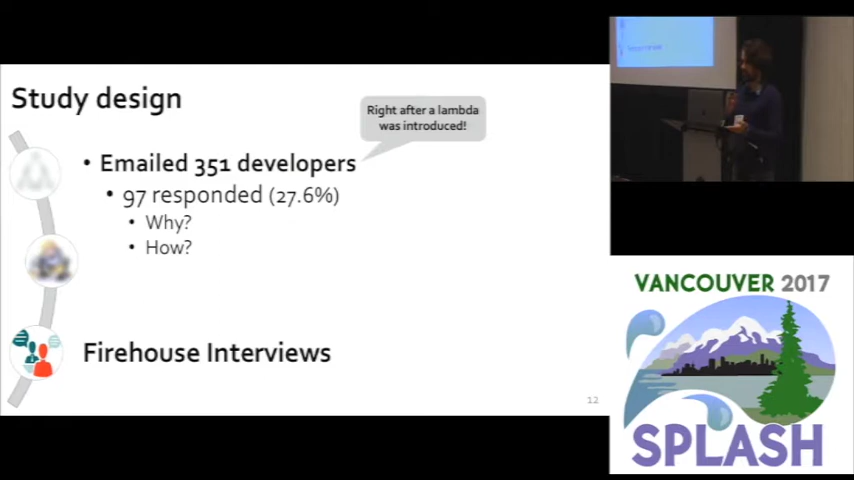 Study design
Right after a lambda
was introduced!
• Emailed 351 developers
• 97 responded (27.6%)
• Why?
• How?
Firehouse Interviews
12
VANCOUVER 2017
SPLASH